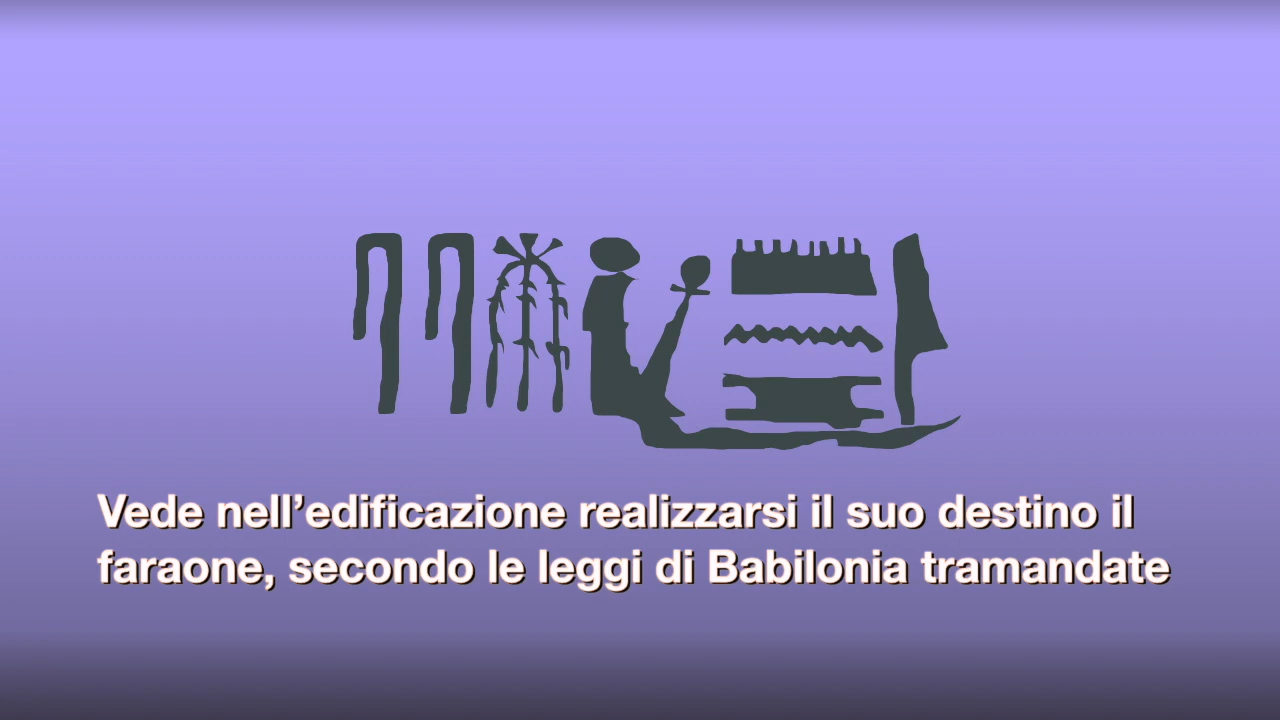 Vede nell’edificazione realizzarsi il suo destino il
faraone, secondo le leggi di Babilonia tramandate